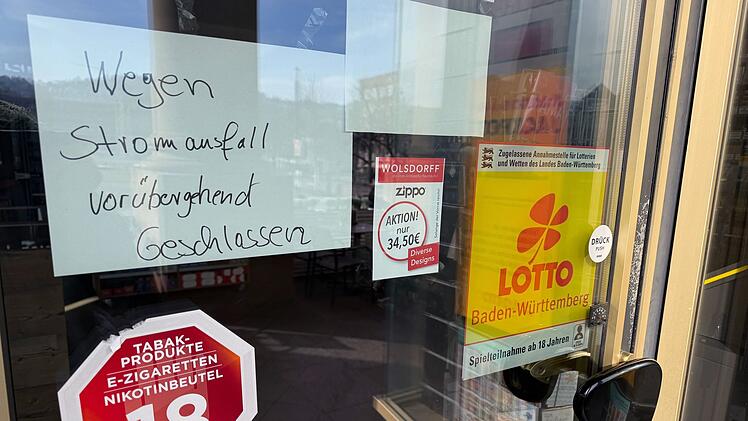 Wegen
Stromausfall
vorübergehend
Geschlassen
WOLSDORFF
zippo
AKTION!
nur
34,50€
Diverse
Designs
Zugelassene Annahmestelle für Lotterien
und Wetten des Landes Baden-Württemberg
LOTTO
Baden-Württemberg
Spielteilnahme ab 18 Jahren
DRÜCK
PUSH
TABAK-
PRODUKTE
E-ZIGARETTEN
NIKOTINBEUTEL
18